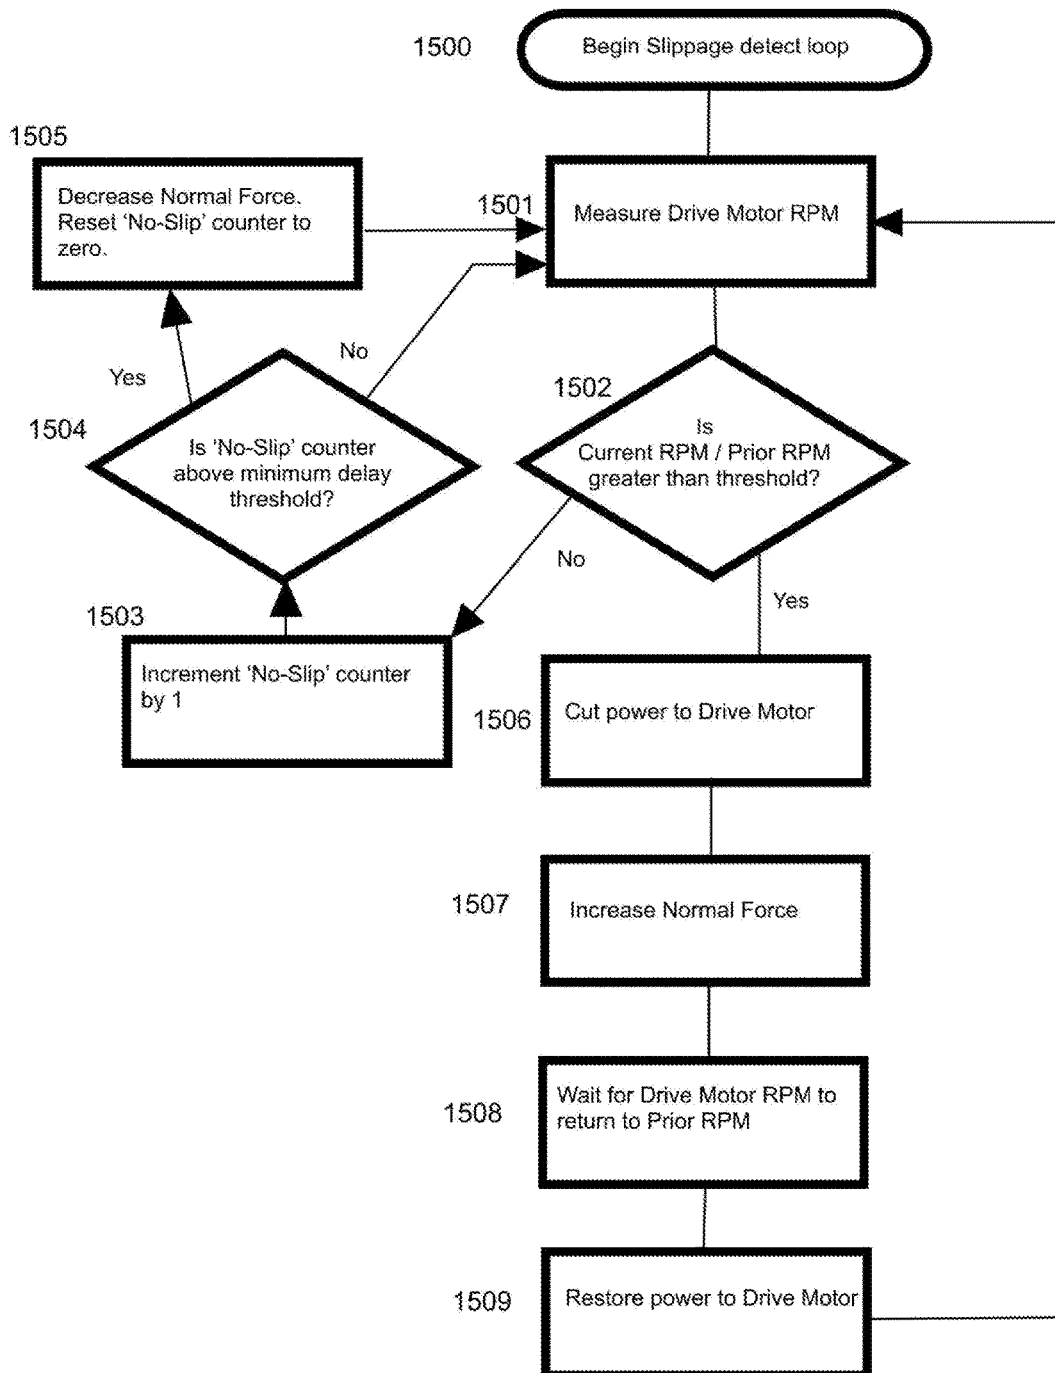 1500
Begin Slippage detect loop
1505
Decrease Normal Force.
Reset 'No-Slip' counter to
zero.
1501
Measure Drive Motor RPM
No
Yes
1502
1504
Is 'No-Slip' counter
above minimum delay
threshold?
Is
Current RPM / Prior RPM
greater than threshold?
No
Yes
1503
Increment 'No-Slip' counter
by 1
1506
Cut power to Drive Motor
1507
Increase Normal Force
1508
Wait for Drive Motor RPM to
return to Prior RPM
1509
Restore power to Drive Motor